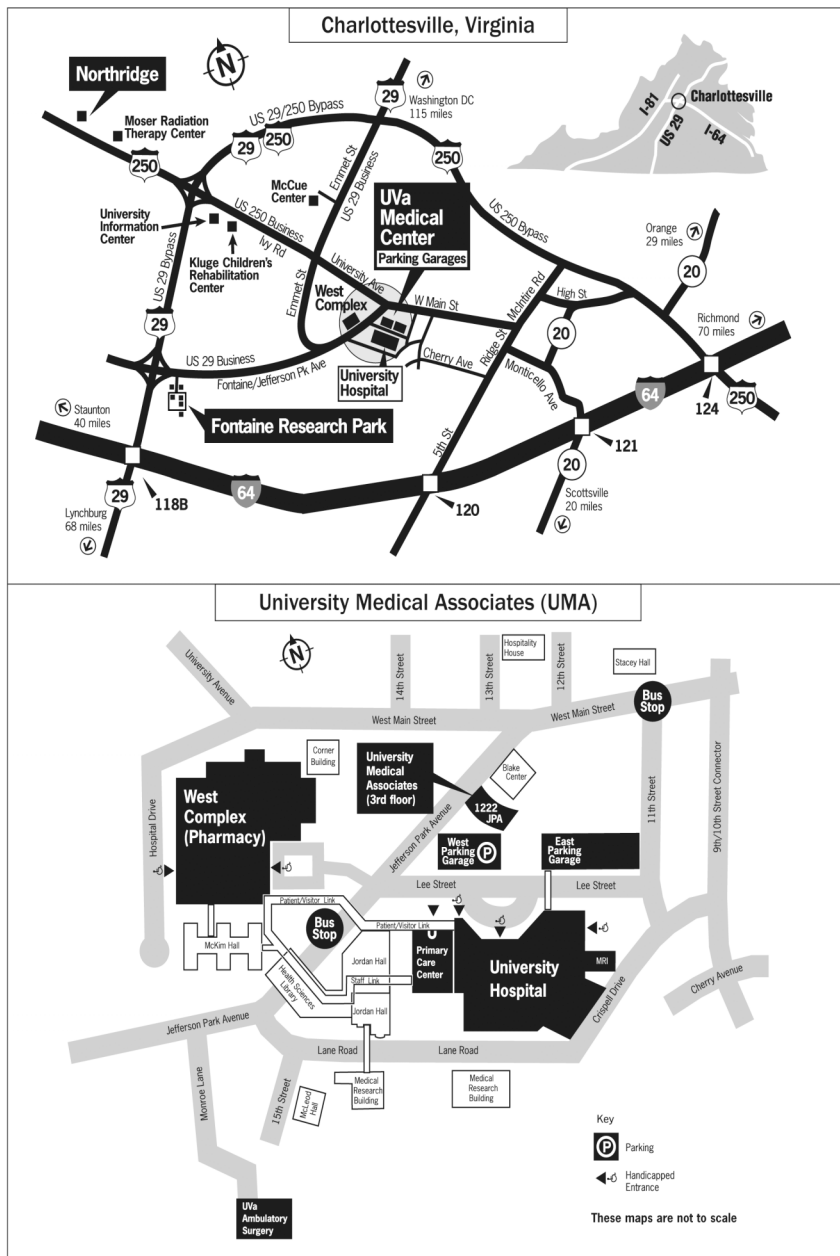 Charlottesville, Virginia
Northridge
Moser Radiation
Therapy Center
250
US 29/250 Bypass
29
250
29
Washington DC
115 miles
Emmet St
US 29 Business
McCue
Center
250
I-81
US 29
I-64
Charlottesville
University
Information
Center
Kluge Children's
Rehabilitation
Center
US 250 Business
Ivy Rd
US 29 Bypass
29
UVa
Medical
Center
Parking Garages
US 250 Bypass
Orange
29 miles
20
University Ave
West
Complex
Emmet St
W Main St
McIntire Rd
High St
20
Ridge St
Cherry Ave
Monticello Ave
Richmond
70 miles
US 29 Business
Fontaine/Jefferson Pk Ave
University
Hospital
Fontaine Research Park
Staunton
40 miles
29
118B
64
5th St
120
64
121
124
250
20
Scottsville
20 miles
Lynchburg
68 miles
University Medical Associates (UMA)
University Avenue
14th Street
13th Street
Hospitality
House
12th Street
Stacey Hall
Bus
Stop
West Main Street
West Main Street
Corner
Building
University
Medical
Associates
(3rd floor)
Blake
Center
1222
JPA
11th Street
9th/10th Street Connector
Hospital Drive
West
Complex
(Pharmacy)
Jefferson Park Avenue
West
Parking
Garage
P
East
Parking
Garage
Lee Street
Lee Street
Patient/Visitor Link
Bus
Stop
Patient/Visitor Link
McKim Hall
Jordan Hall
Primary
Care
Center
University
Hospital
MRI
Health Sciences
Library
Staff Link
Jordan Hall
Crispell Drive
Cherry Avenue
Jefferson Park Avenue
Lane Road
Lane Road
Monroe Lane
15th Street
McLeod
Hall
Medical
Research
Building
Medical
Research
Building
Key
P
Parking
Handicapped
Entrance
UVa
Ambulatory
Surgery
These maps are not to scale